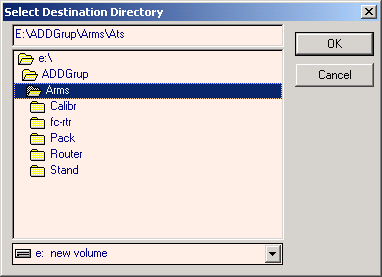 Select Destination Directory
E:\ADDGrup\Arms\Ats
OK
e:\
Cancel
ADDGrup
Arms
Calibr
fc-rtr
Pack
Router
Stand
e: new volume